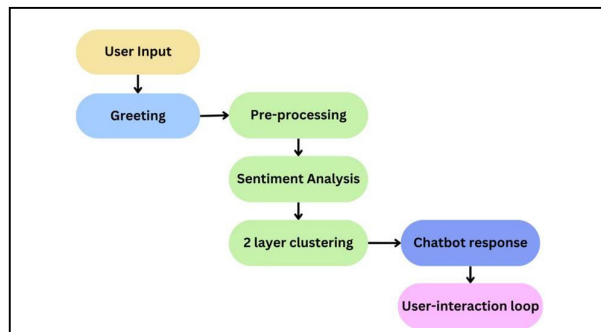 User Input
Greeting
Pre-processing
Sentiment Analysis
2 layer clustering
Chatbot response
User-interaction loop